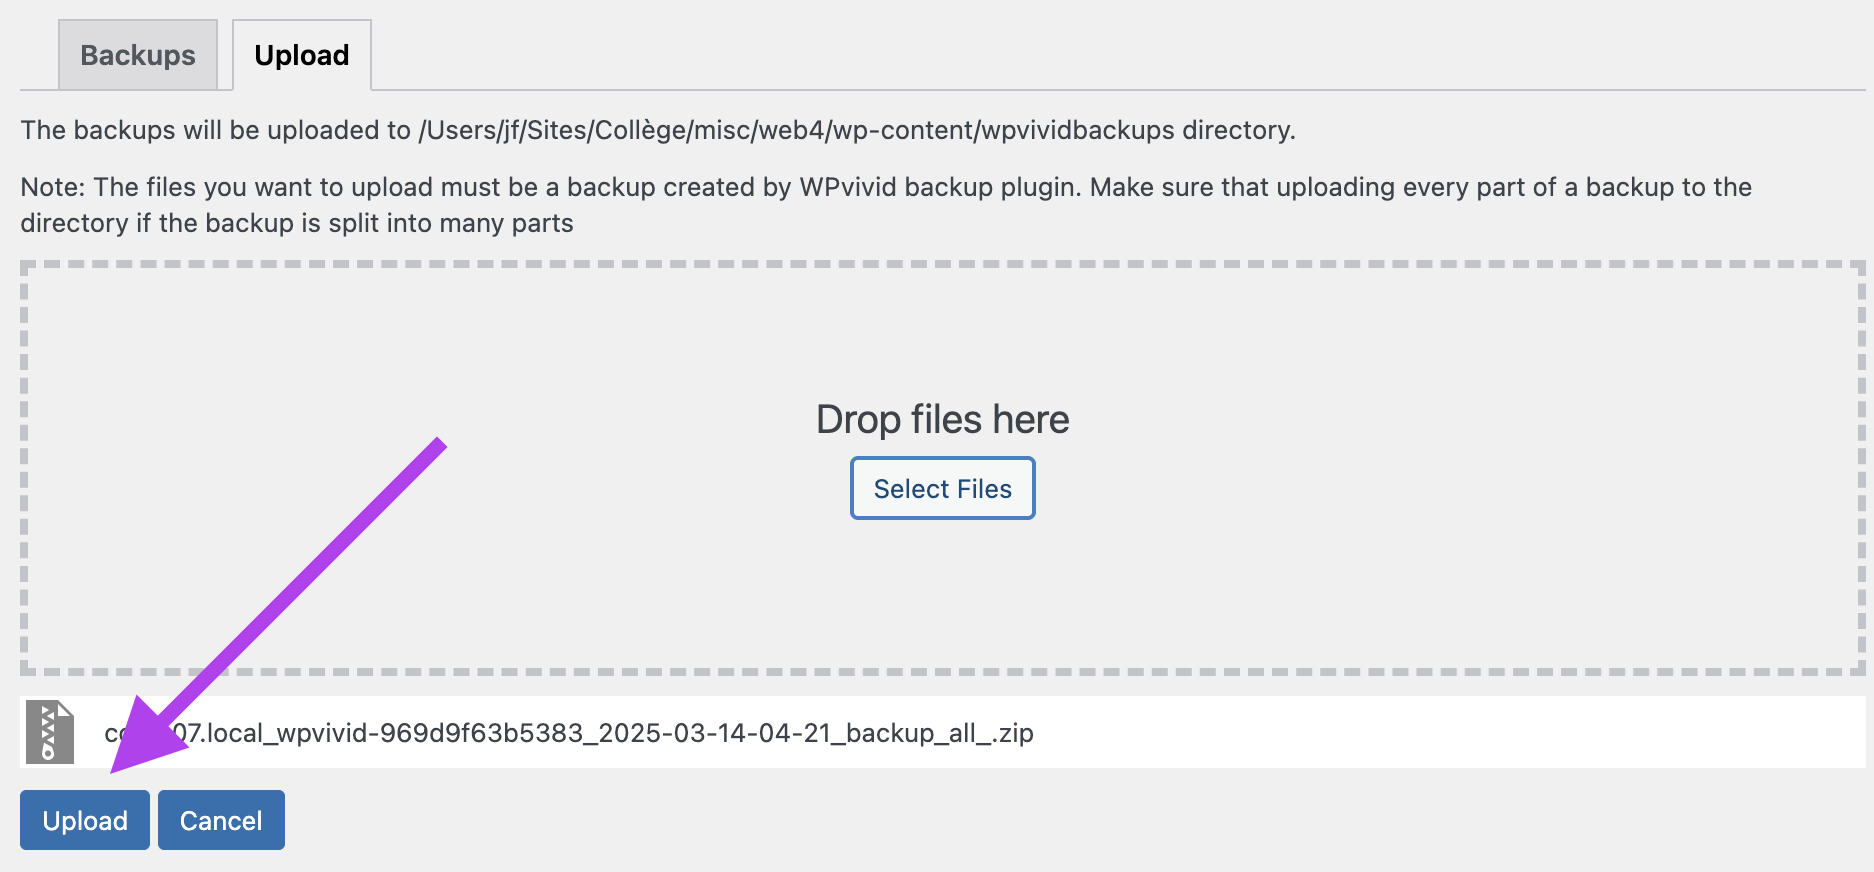 Backups
Upload
The backups will be uploaded to /Users/jf/Sites/Collège/misc/web4/wp-content/wpvividbackups directory.
Note: The files you want to upload must be a backup created by WPvivid backup plugin. Make sure that uploading every part of a backup to the
directory if the backup is split into many parts
Drop files here
Select Files
07.local_wpvivid-969d9f63b5383_2025-03-14-04-21_backup_all_.zip
Upload
Cancel